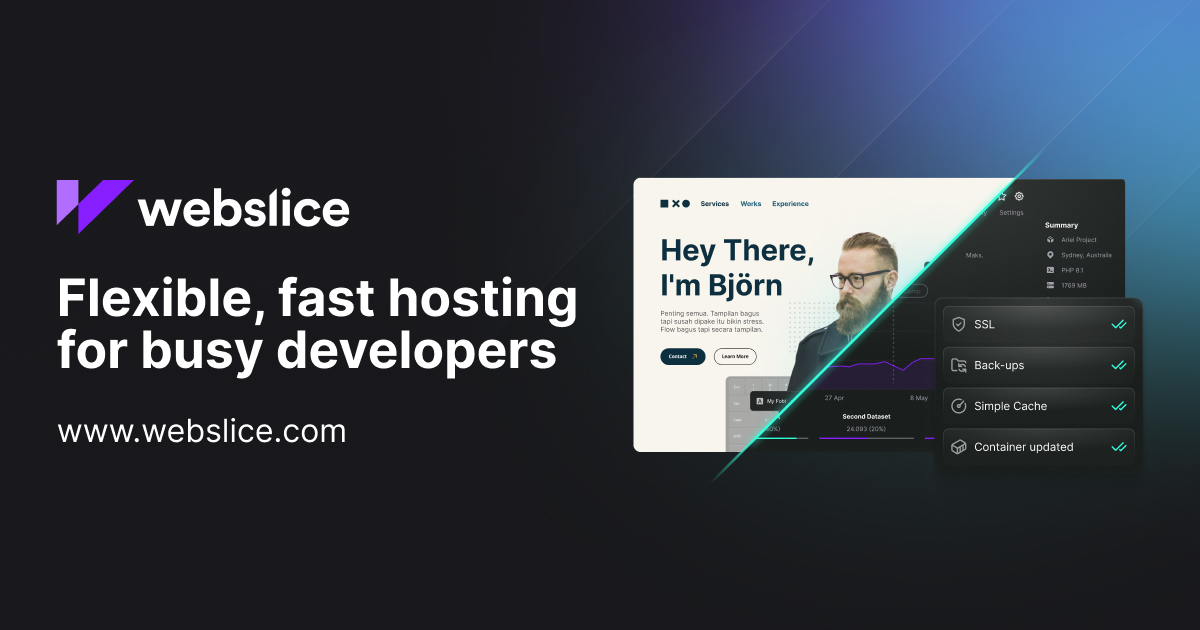 webslice
Flexible, fast hosting
for busy developers
www.webslice.com
Services Works Experience
Hey There,
I'm Björn
Penting semua. Tampilan bagus
tapi susah dipake itu bikin stress.
Flow bagus tapi secara tampilan.
Contact Learn More
Settings
Summary
Ariel Project
Sydney, Australia
PHP 8.1
1769 MB
Maks.
27 Apr 8 May
Second Dataset
24.093 (20%)
SSL
Back-ups
Simple Cache
Container updated